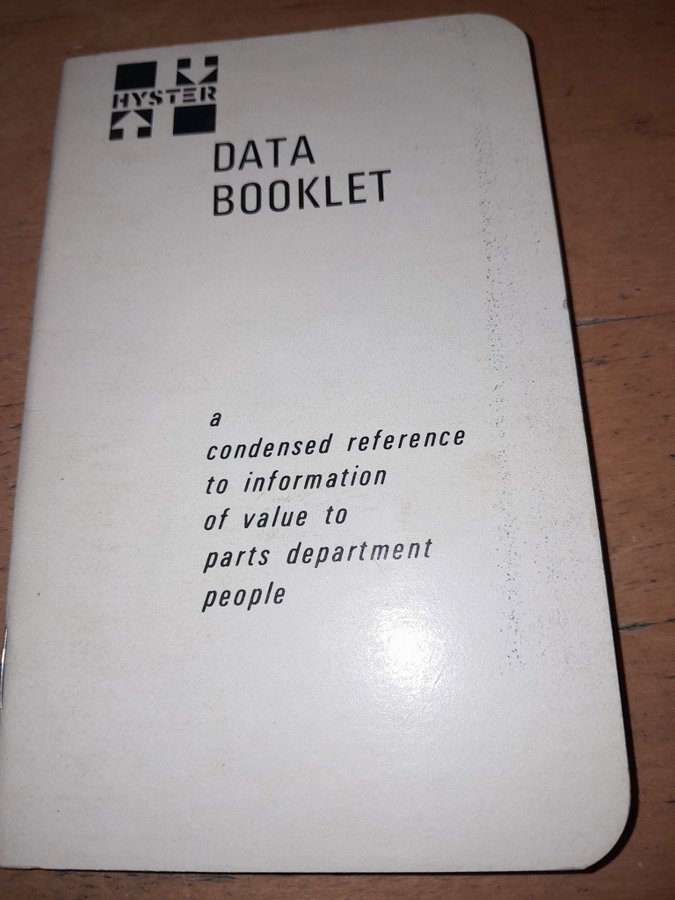 HYSTER
DATA
BOOKLET
a
condensed reference
to information
of value to
parts department
people